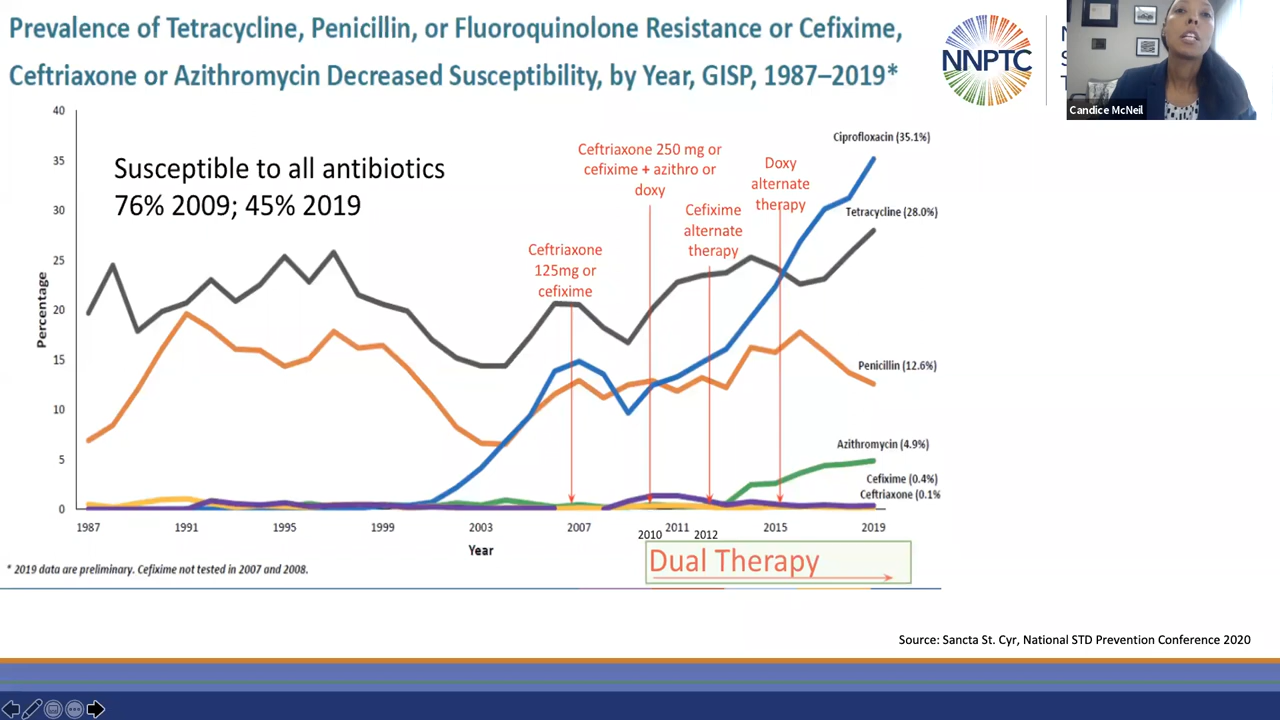 Prevalence of Tetracycline, Penicillin, or Fluoroquinolone Resistance or Cefixime,
Ceftriaxone or Azithromycin Decreased Susceptibility, by Year, GISP, 1987–2019*
NNPTC
N
S
T
Candice McNeil
Susceptible to all antibiotics
76% 2009; 45% 2019
Percentage
40
35
30
25
20
15
10
5
0
Ceftriaxone
125mg or
cefixime
Ceftriaxone 250 mg or
cefixime + azithro or
doxy
Cefixime
alternate
therapy
Doxy
alternate
therapy
Ciprofloxacin (35.1%)
Tetracycline (28.0%)
Penicillin (12.6%)
Azithromycin (4.9%)
Cefixime (0.4%)
Ceftriaxone (0.1%
1987 1991 1995 1999 2003 2007 2011 2015 2019
2010 2012
Year
Dual Therapy
* 2019 data are preliminary. Cefixime not tested in 2007 and 2008.
Source: Sancta St. Cyr, National STD Prevention Conference 2020